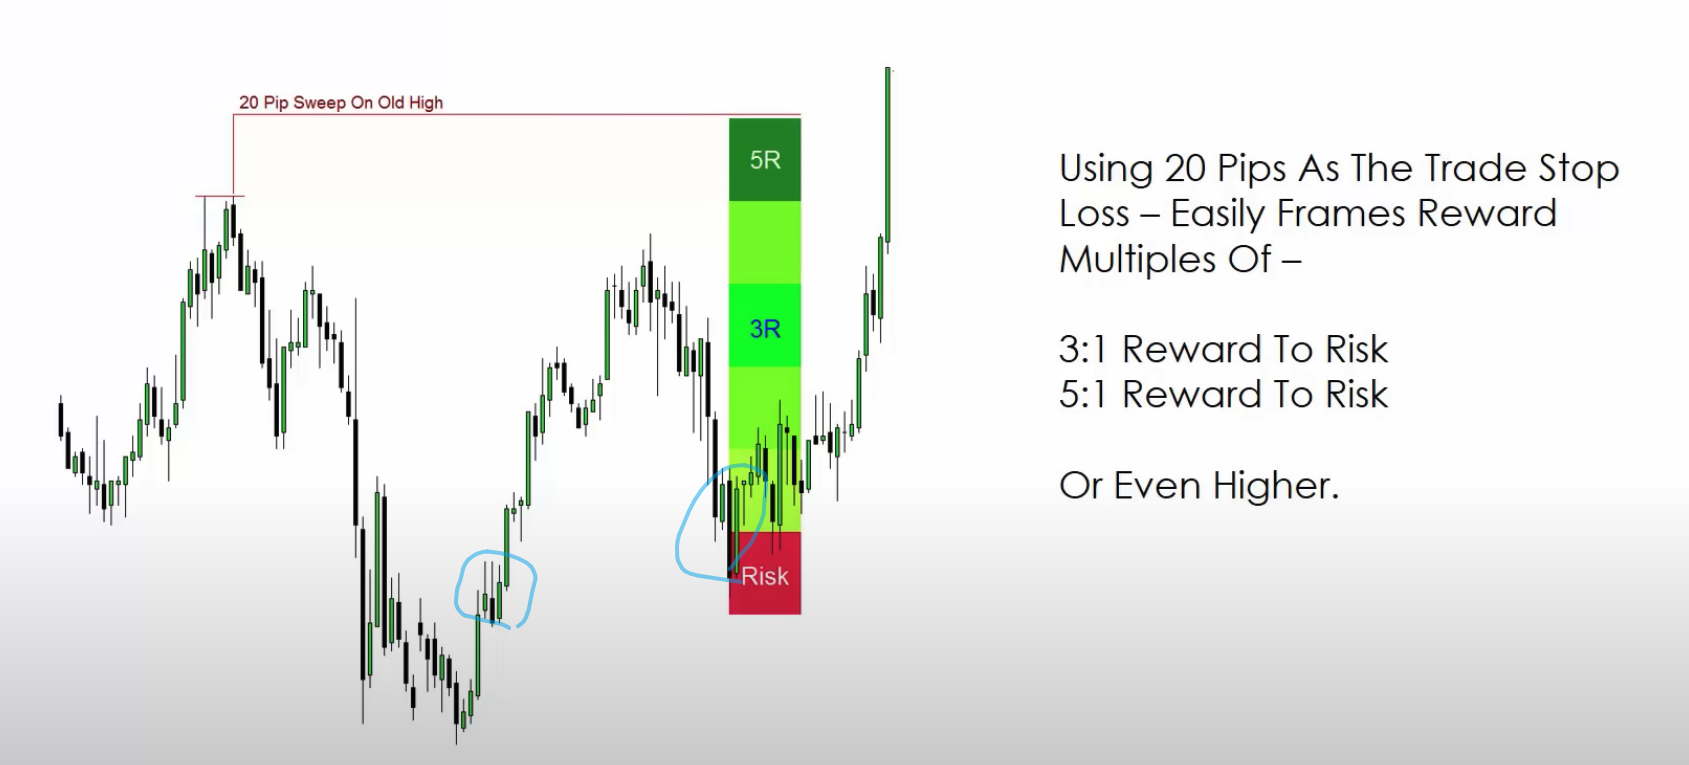 20 Pip Sweep On Old High
5R
3R
Risk
Using 20 Pips As The Trade Stop
Loss – Easily Frames Reward
Multiples Of –
3:1 Reward To Risk
5:1 Reward To Risk
Or Even Higher.